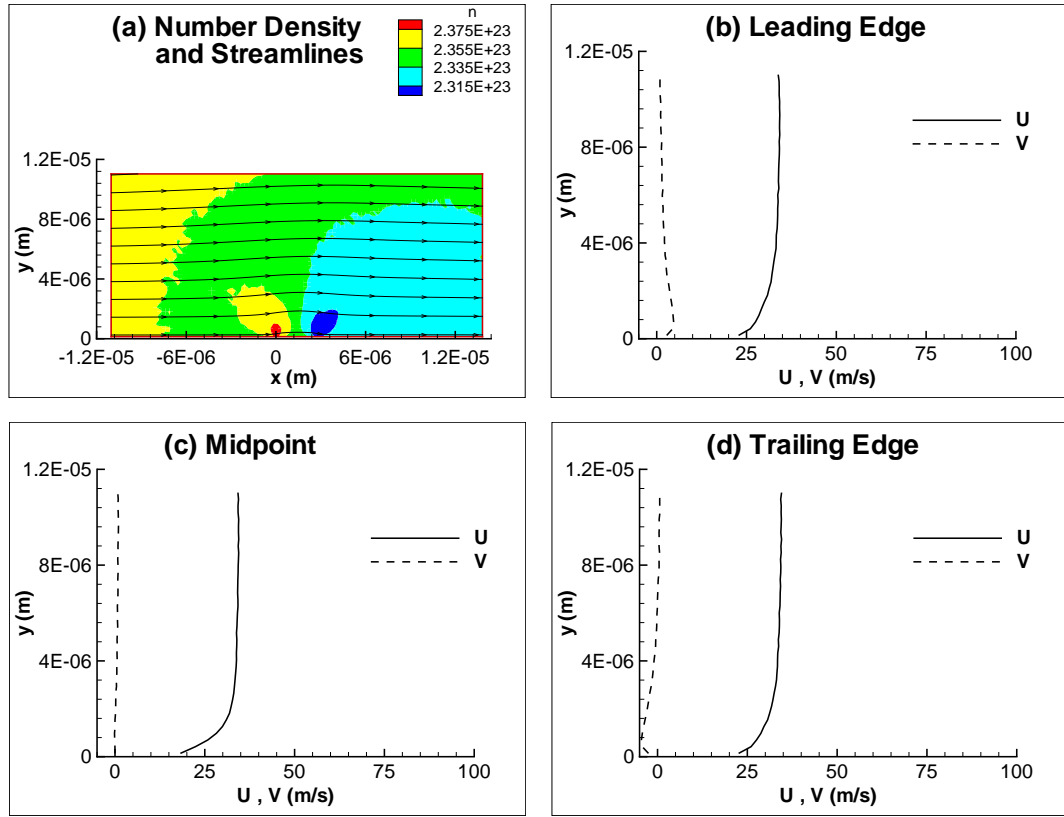 (a) Number Density
and Streamlines
n
2.375E+23
2.355E+23
2.335E+23
2.315E+23
1.2E-05
8E-06
4E-06
0
y (m)
-1.2E-05 -6E-06 0 6E-06 1.2E-05
x (m)
(b) Leading Edge
1.2E-05
8E-06
4E-06
0
y (m)
U
V
0 25 50 75 100
U , V (m/s)
(c) Midpoint
1.2E-05
8E-06
4E-06
0
y (m)
U
V
0 25 50 75 100
U , V (m/s)
(d) Trailing Edge
1.2E-05
8E-06
4E-06
0
y (m)
U
V
0 25 50 75 100
U , V (m/s)